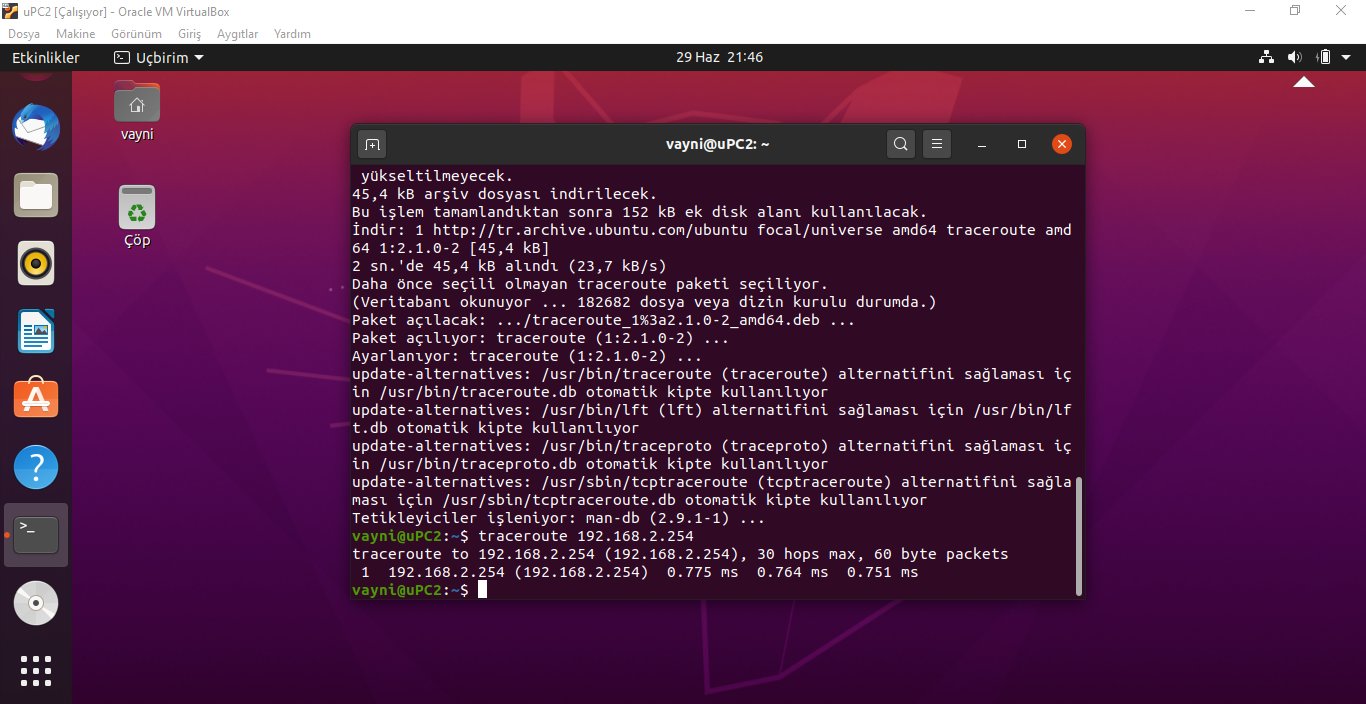 uPC2 [Çalışıyor] - Oracle VM VirtualBox
Dosya Makine Görünüm Giriş Aygıtlar Yardım
Etkinlikler Uçbirim 29 Haz 21:46
vayni
Çöp
vayni@uPC2: ~
yükseltilmeyecek.
45,4 kB arşiv dosyası indirilecek.
Bu işlem tamamlandıktan sonra 152 kB ek disk alanı kullanılacak.
İndir: 1 http://tr.archive.ubuntu.com/ubuntu focal/universe amd64 traceroute amd
64 1:2.1.0-2 [45,4 kB]
2 sn.'de 45,4 kB alındı (23,7 kB/s)
Daha önce seçili olmayan traceroute paketi seçiliyor.
(Veritabanı okunuyor ... 182682 dosya veya dizin kurulu durumda.)
Paket açılacak: .../traceroute_1%3a2.1.0-2_amd64.deb ...
Paket açılıyor: traceroute (1:2.1.0-2) ...
Ayarlanıyor: traceroute (1:2.1.0-2) ...
update-alternatives: /usr/bin/traceroute (traceroute) alternatifini sağlaması iç
in /usr/bin/traceroute.db otomatik kipte kullanılıyor
update-alternatives: /usr/bin/lft (lft) alternatifini sağlaması için /usr/bin/lf
t.db otomatik kipte kullanılıyor
update-alternatives: /usr/bin/traceproto (traceproto) alternatifini sağlaması iç
in /usr/bin/traceproto.db otomatik kipte kullanılıyor
update-alternatives: /usr/sbin/tcptraceroute (tcptraceroute) alternatifini sağla
ması için /usr/sbin/tcptraceroute.db otomatik kipte kullanılıyor
Tetikleyiciler işleniyor: man-db (2.9.1-1) ...
vayni@uPC2:~$ traceroute 192.168.2.254
traceroute to 192.168.2.254 (192.168.2.254), 30 hops max, 60 byte packets
1 192.168.2.254 (192.168.2.254) 0.775 ms 0.764 ms 0.751 ms
vayni@uPC2:~$